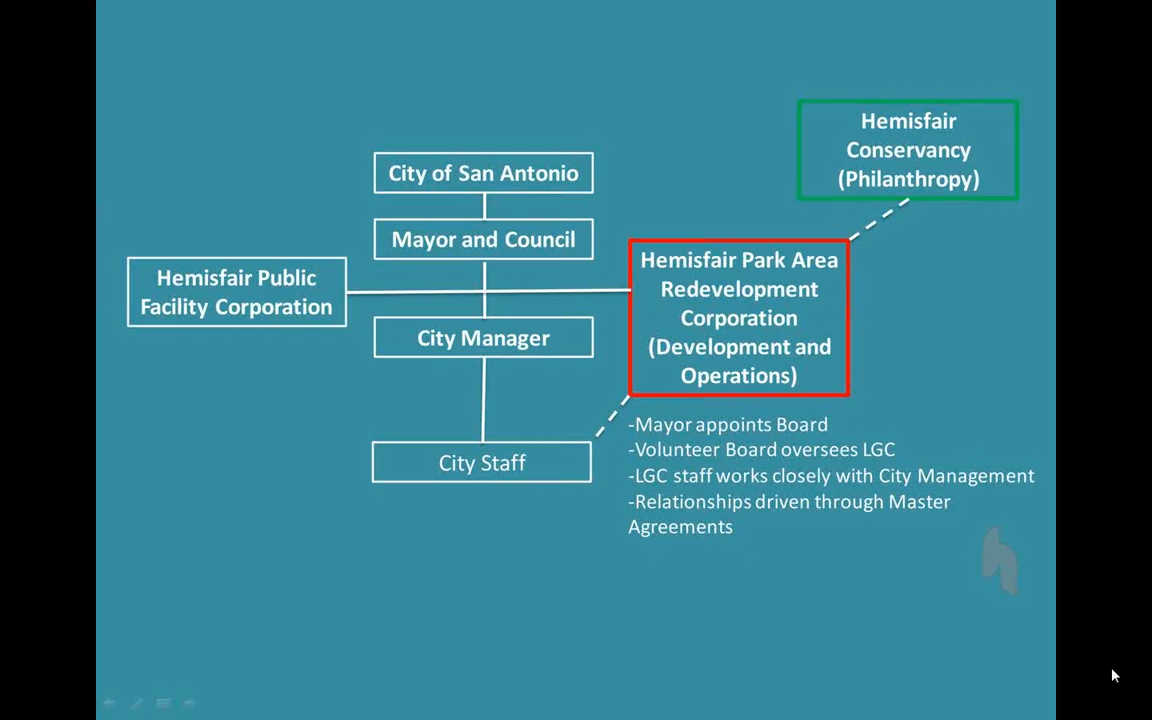 Hemisfair
Conservancy
(Philanthropy)
City of San Antonio
Mayor and Council
Hemisfair Public
Facility Corporation
Hemisfair Park Area
Redevelopment
Corporation
(Development and
Operations)
City Manager
City Staff
-Mayor appoints Board
-Volunteer Board oversees LGC
-LGC staff works closely with City Management
-Relationships driven through Master
Agreements